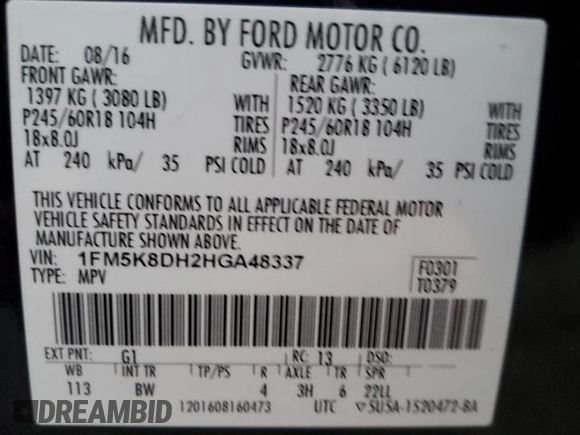 MFD. BY FORD MOTOR CO.
DATE: 08/16 GVWR: 2776 KG (6120 LB)
FRONT GAWR: REAR GAWR:
1397 KG (3080 LB) WITH 1520 KG (3350 LB)
P245/60R18 104H TIRES P245/60R18 104H
18x8.0J RIMS 18x8.0J
AT 240 kPa/ 35 PSI COLD AT 240 kPa/ 35 PSI COLD
THIS VEHICLE CONFORMS TO ALL APPLICABLE FEDERAL MOTOR
VEHICLE SAFETY STANDARDS IN EFFECT ON THE DATE OF
MANUFACTURE SHOWN ABOVE.
VIN: 1FM5K8DH2HGA48337 F0301
TYPE: MPV T0379
EXT PNT: G1 RC: 13 DSO:
WB INT TR TP/PS R AXLE TR SPR
113 BW 4 3H 6 22LL
1201608160473 UTC ▽SU5A-1520472-BA
DREAMBID